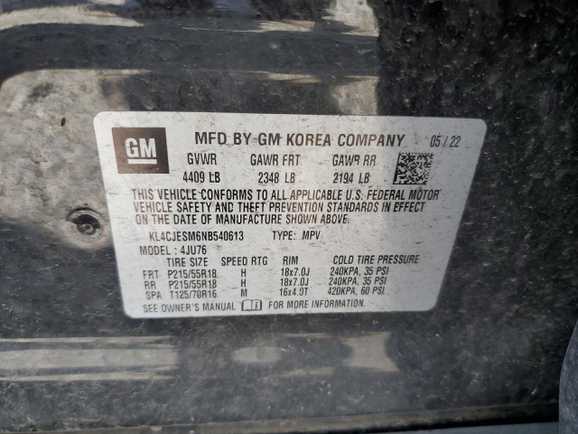 GM MFD BY GM KOREA COMPANY 05/22
GVWR GAWR FRT GAWR RR
4409 LB 2348 LB 2194 LB
THIS VEHICLE CONFORMS TO ALL APPLICABLE U.S. FEDERAL MOTOR
VEHICLE SAFETY AND THEFT PREVENTION STANDARDS IN EFFECT ON
THE DATE OF MANUFACTURE SHOWN ABOVE.
KL4CJESM6NB540613 TYPE: MPV
MODEL: 4JU76
TIRE SIZE SPEED RTG RIM COLD TIRE PRESSURE
FRT P215/55R18 H 18x7.0J 240KPA, 35 PSI
RR P215/55R18 H 18x7.0J 240KPA, 35 PSI
SPA T125/70R16 M 16x4.0T 420KPA, 60 PSI
SEE OWNER'S MANUAL FOR MORE INFORMATION.